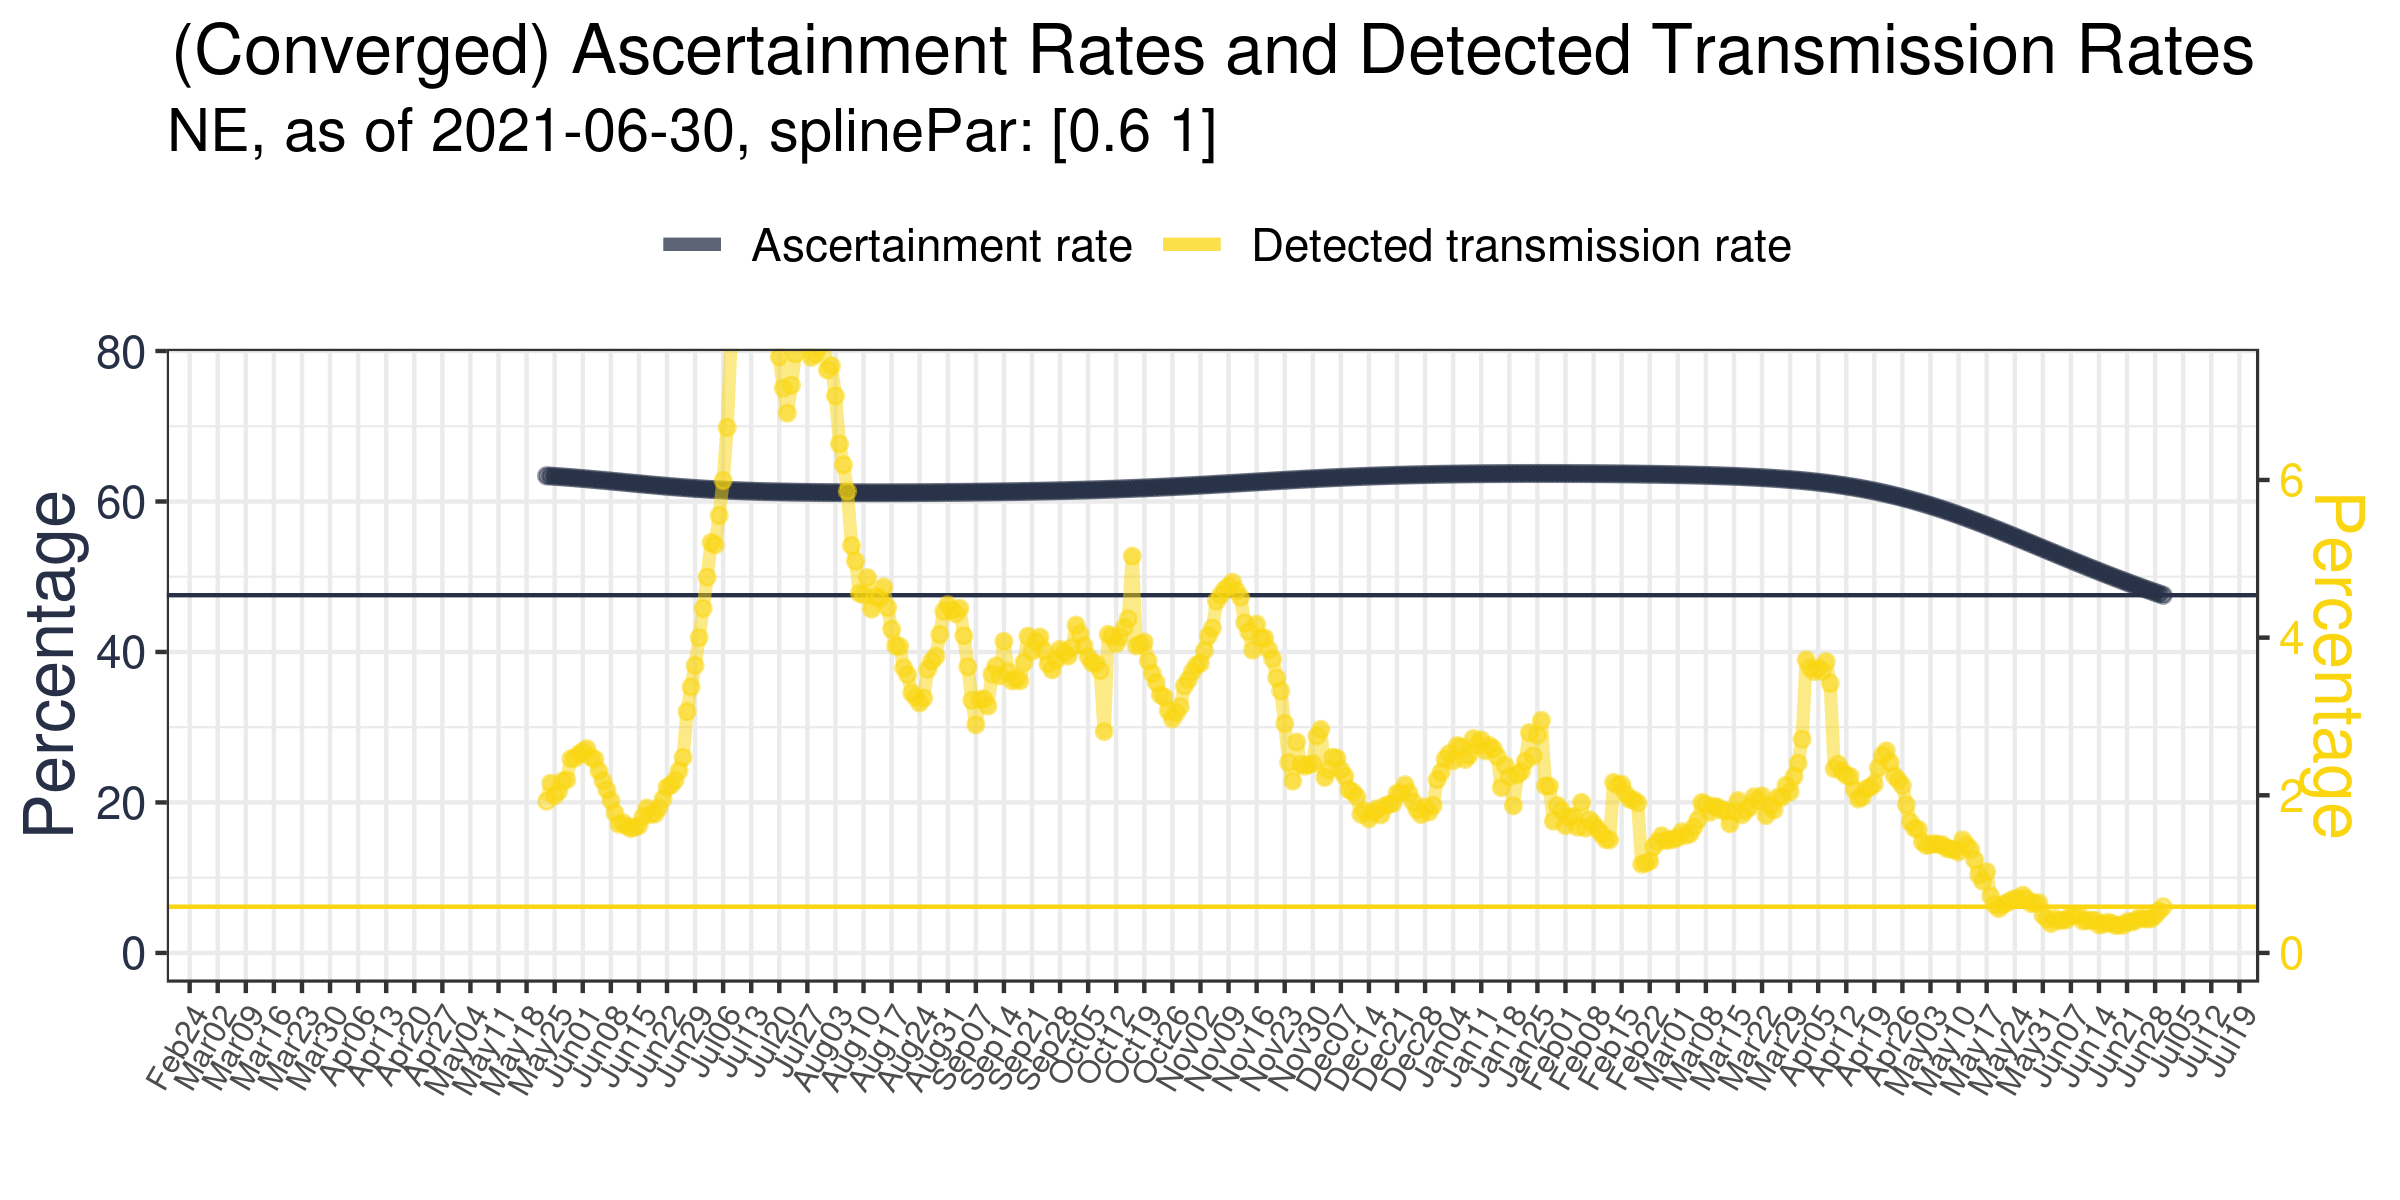 (Converged) Ascertainment Rates and Detected Transmission Rates
NE, as of 2021-06-30, splinePar: [0.6 1]
Ascertainment rate Detected transmission rate
Percentage
80
60
40
20
0
6
4
2
0
Percentage
Feb24 Mar02 Mar09 Mar16 Mar23 Mar30 Apr06 Apr13 Apr20 Apr27 May04 May11 May18 May25 Jun01 Jun08 Jun15 Jun22 Jun29 Jul06 Jul13 Jul20 Jul27 Aug03 Aug10 Aug17 Aug24 Aug31 Sep07 Sep14 Sep21 Sep28 Oct05 Oct12 Oct19 Oct26 Nov02 Nov09 Nov16 Nov23 Nov30 Dec07 Dec14 Dec21 Dec28 Jan04 Jan11 Jan18 Jan25 Feb01 Feb08 Feb15 Feb22 Mar01 Mar08 Mar15 Mar22 Mar29 Apr05 Apr12 Apr19 Apr26 May03 May10 May17 May24 May31 Jun07 Jun14 Jun21 Jun28 Jul05 Jul12 Jul19